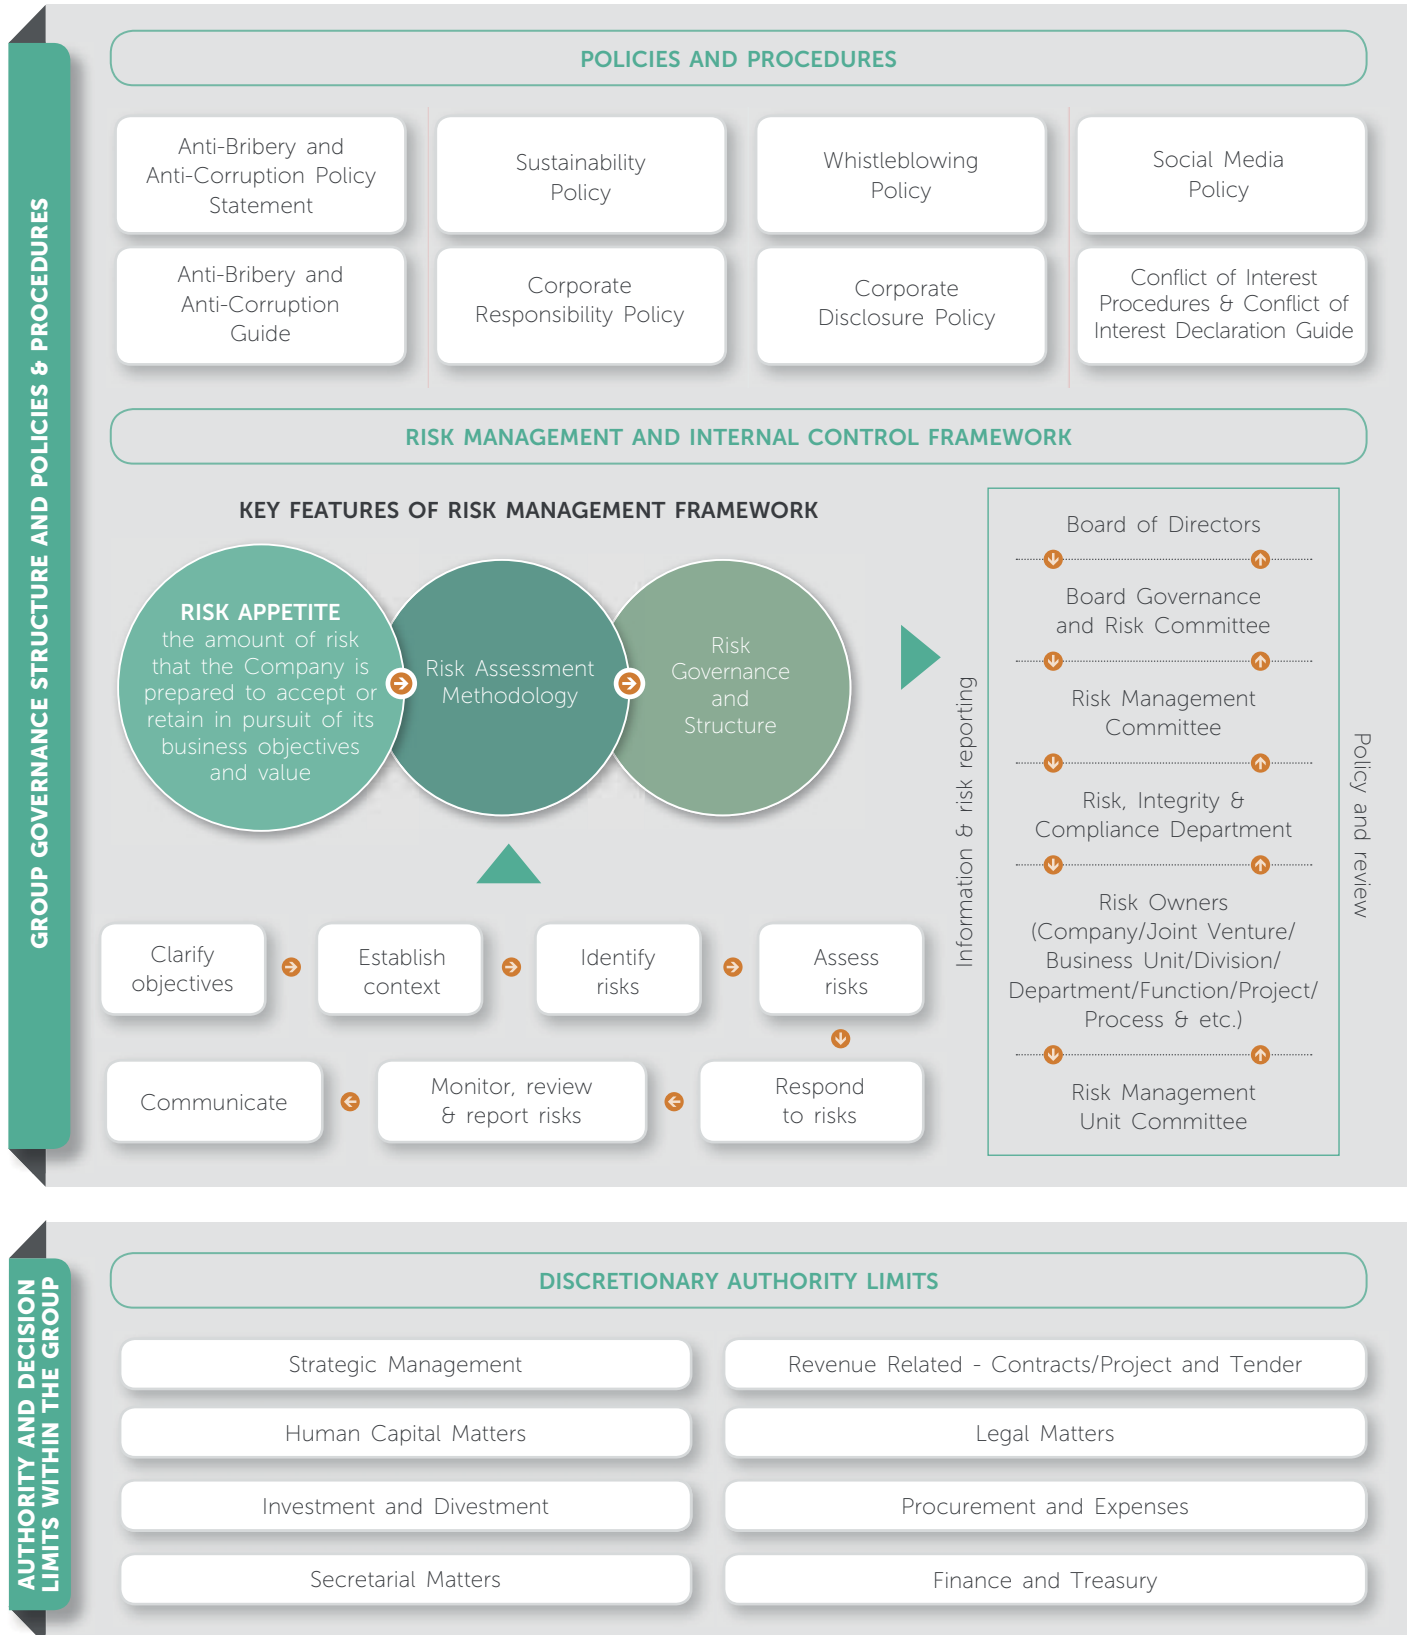 GROUP GOVERNANCE STRUCTURE AND POLICIES & PROCEDURES
POLICIES AND PROCEDURES
Anti-Bribery and
Anti-Corruption Policy
Statement
Sustainability
Policy
Whistleblowing
Policy
Social Media
Policy
Anti-Bribery and
Anti-Corruption
Guide
Corporate
Responsibility Policy
Corporate
Disclosure Policy
Conflict of Interest
Procedures & Conflict of
Interest Declaration Guide
RISK MANAGEMENT AND INTERNAL CONTROL FRAMEWORK
KEY FEATURES OF RISK MANAGEMENT FRAMEWORK
RISK APPETITE
the amount of risk
that the Company is
prepared to accept or
retain in pursuit of its
business objectives
and value
Risk Assessment
Methodology
Risk
Governance
and
Structure
Clarify
objectives
Establish
context
Identify
risks
Assess
risks
Communicate
Monitor, review
& report risks
Respond
to risks
Information & risk reporting
Board of Directors
Board Governance
and Risk Committee
Risk Management
Committee
Risk, Integrity &
Compliance Department
Risk Owners
(Company/Joint Venture/
Business Unit/Division/
Department/Function/Project/
Process & etc.)
Risk Management
Unit Committee
Policy and review
AUTHORITY AND DECISION
LIMITS WITHIN THE GROUP
DISCRETIONARY AUTHORITY LIMITS
Strategic Management
Revenue Related - Contracts/Project and Tender
Human Capital Matters
Legal Matters
Investment and Divestment
Procurement and Expenses
Secretarial Matters
Finance and Treasury